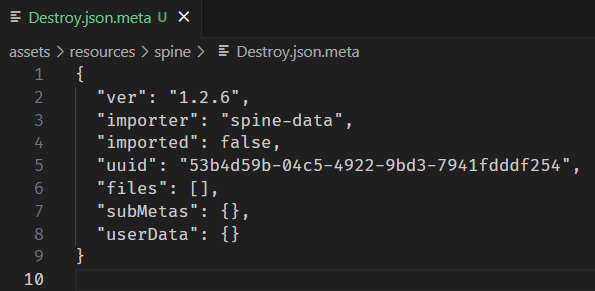 Destroy.json.meta U ×
assets > resources > spine > Destroy.json.meta
1 {
2 "ver": "1.2.6",
3 "importer": "spine-data",
4 "imported": false,
5 "uuid": "53b4d59b-04c5-4922-9bd3-7941fdddf254",
6 "files": [],
7 "subMetas": {},
8 "userData": {}
9 }
10